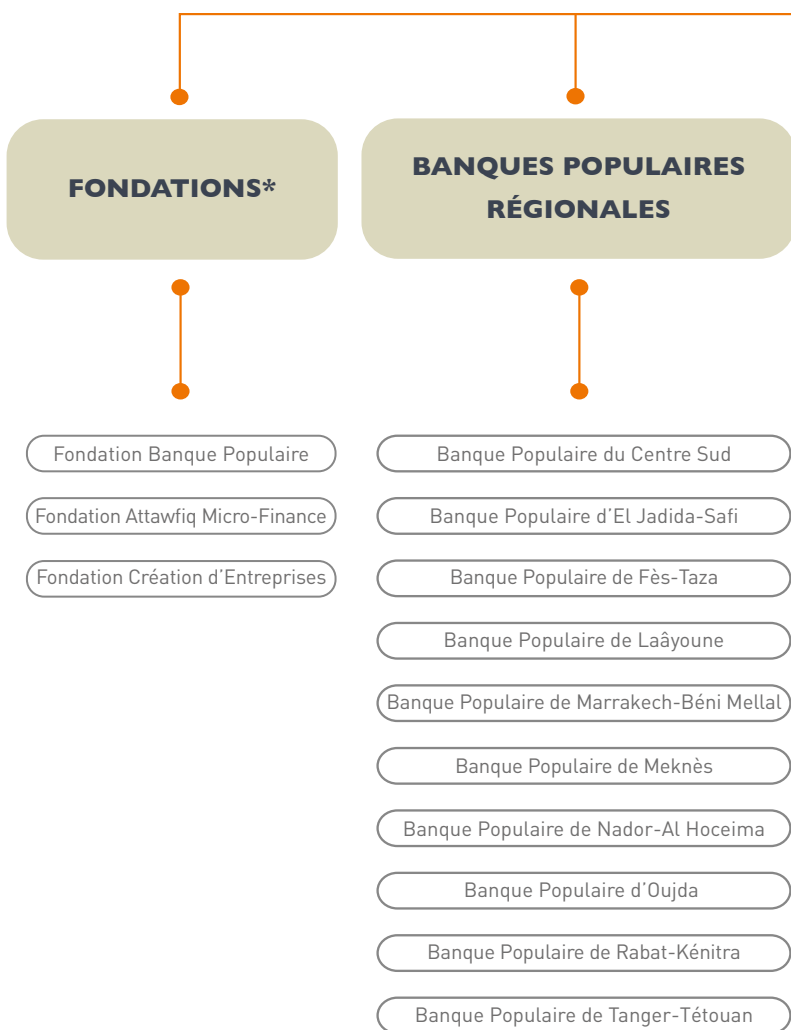 FONDATIONS*
Fondation Banque Populaire
Fondation Attawfiq Micro-Finance
Fondation Création d'Entreprises
BANQUES POPULAIRES
RÉGIONALES
Banque Populaire du Centre Sud
Banque Populaire d'El Jadida-Safi
Banque Populaire de Fès-Taza
Banque Populaire de Laâyoune
Banque Populaire de Marrakech-Béni Mellal
Banque Populaire de Meknès
Banque Populaire de Nador-Al Hoceima
Banque Populaire d'Oujda
Banque Populaire de Rabat-Kénitra
Banque Populaire de Tanger-Tétouan